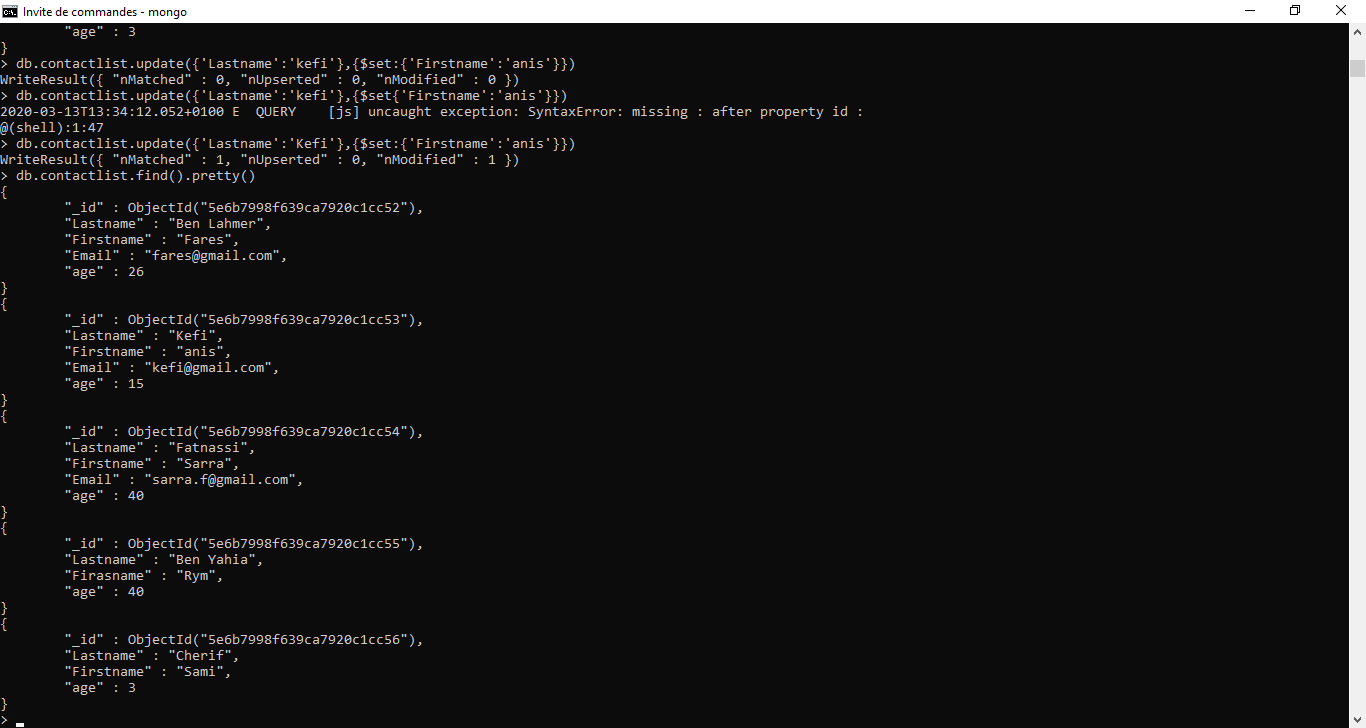 Invite de commandes - mongo
"age" : 3
}
> db.contactlist.update({'Lastname':'kefi'},{$set:{'Firstname':'anis'}})
WriteResult({ "nMatched" : 0, "nUpserted" : 0, "nModified" : 0 })
> db.contactlist.update({'Lastname':'kefi'},{$set{'Firstname':'anis'}})
2020-03-13T13:34:12.052+0100 E  QUERY    [js] uncaught exception: SyntaxError: missing : after property id :
@(shell):1:47
> db.contactlist.update({'Lastname':'Kefi'},{$set:{'Firstname':'anis'}})
WriteResult({ "nMatched" : 1, "nUpserted" : 0, "nModified" : 1 })
> db.contactlist.find().pretty()
{
"_id" : ObjectId("5e6b7998f639ca7920c1cc52"),
"Lastname" : "Ben Lahmer",
"Firstname" : "Fares",
"Email" : "fares@gmail.com",
"age" : 26
}
{
"_id" : ObjectId("5e6b7998f639ca7920c1cc53"),
"Lastname" : "Kefi",
"Firstname" : "anis",
"Email" : "kefi@gmail.com",
"age" : 15
}
{
"_id" : ObjectId("5e6b7998f639ca7920c1cc54"),
"Lastname" : "Fatnassi",
"Firstname" : "Sarra",
"Email" : "sarra.f@gmail.com",
"age" : 40
}
{
"_id" : ObjectId("5e6b7998f639ca7920c1cc55"),
"Lastname" : "Ben Yahia",
"Firasname" : "Rym",
"age" : 40
}
{
"_id" : ObjectId("5e6b7998f639ca7920c1cc56"),
"Lastname" : "Cherif",
"Firstname" : "Sami",
"age" : 3
}
>